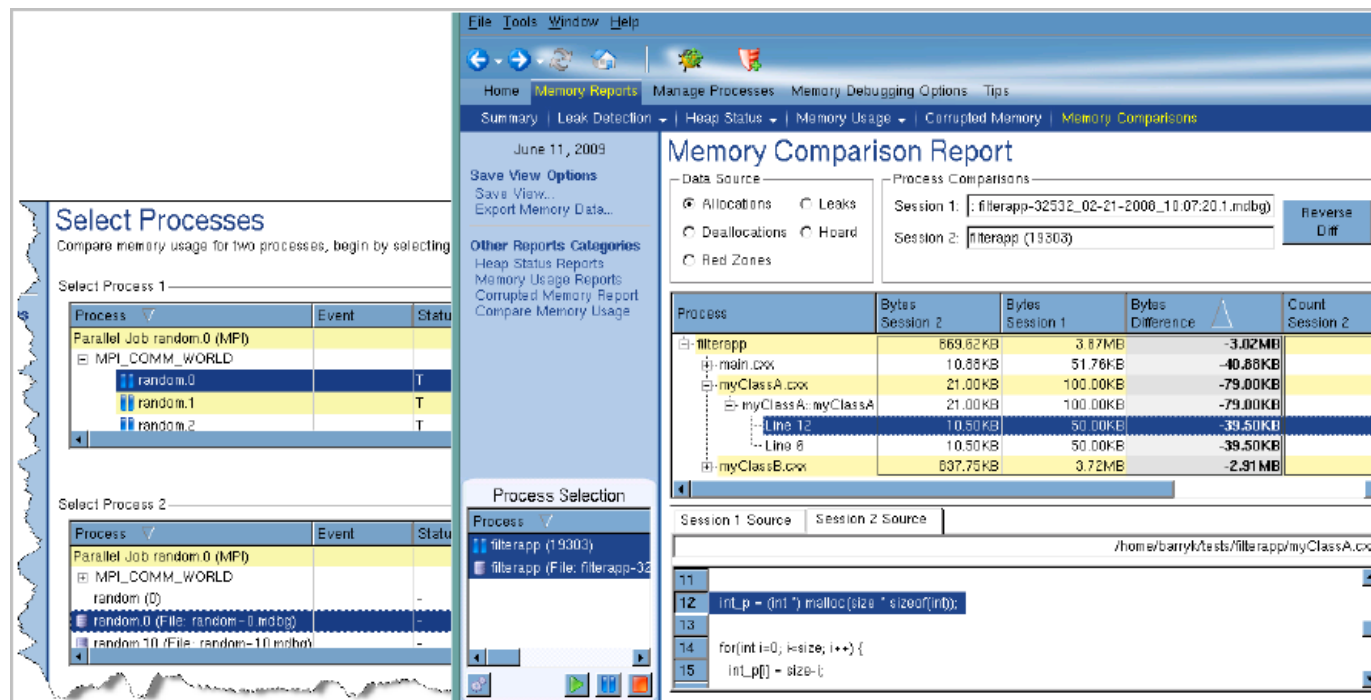 File Tools Window Help
Home Memory Reports Manage Processes Memory Debugging Options Tips
Summary | Leak Detection | Heap Status | Memory Usage | Corrupted Memory | Memory Comparisons
Select Processes
Compare memory usage for two processes, begin by selecting
Select Process 1
Process Event Statu
Parallel Job random.0 (MPI)
MPI_COMM_WORLD
random.0 T
random.1 T
random.2 T
Select Process 2
Process Event Statu
Parallel Job random.0 (MPI)
MPI_COMM_WORLD
random (0) -
random.0 (File: random-0.mdbg) -
random.10 (File: random-10.mdbg) -
June 11, 2009
Save View Options
Save View...
Export Memory Data...
Other Reports Categories
Heap Status Reports
Memory Usage Reports
Corrupted Memory Report
Compare Memory Usage
Process Selection
Process
filterapp (19303)
filterapp (File: filterapp-32
Memory Comparison Report
Data Source
Allocations Leaks
Deallocations Hoard
Red Zones
Process Comparisons
Session 1: : filterapp-32532_02-21-2008_10:07:20.1.mdbg)
Session 2: filterapp (19303)
Reverse
Diff
Process Bytes Session 2 Bytes Session 1 Bytes Difference Count Session 2
filterapp 869.62KB 3.87MB -3.02MB
main.cxx 10.88KB 51.76KB -40.88KB
myClassA.cxx 21.00KB 100.00KB -79.00KB
myClassA::myClassA 21.00KB 100.00KB -79.00KB
Line 12 10.50KB 50.00KB -39.50KB
Line 6 10.50KB 50.00KB -39.50KB
myClassB.cxx 837.75KB 3.72MB -2.91MB
Session 1 Source Session 2 Source
/home/barryk/tests/filterapp/myClassA.cxx
11
12 int_p = (int *) malloc(size * sizeof(int));
13
14 for(int i=0; i<size; i++) {
15 int_p[i] = size-i;